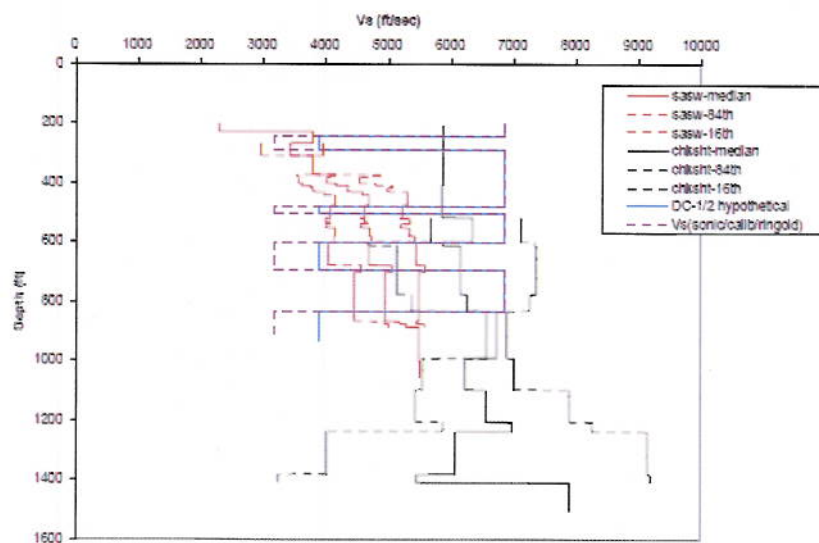 Vs (ft/sec)
0 1000 2000 3000 4000 5000 6000 7000 8000 9000 10000
0
200
400
600
800
1000
1200
1400
1600
Depth (ft)
sasw-median
sasw-84th
sasw-16th
chksht-median
chksht-84th
chksht-16th
DC-1/2 hypothetical
Vs(sonic/calib/ringold)